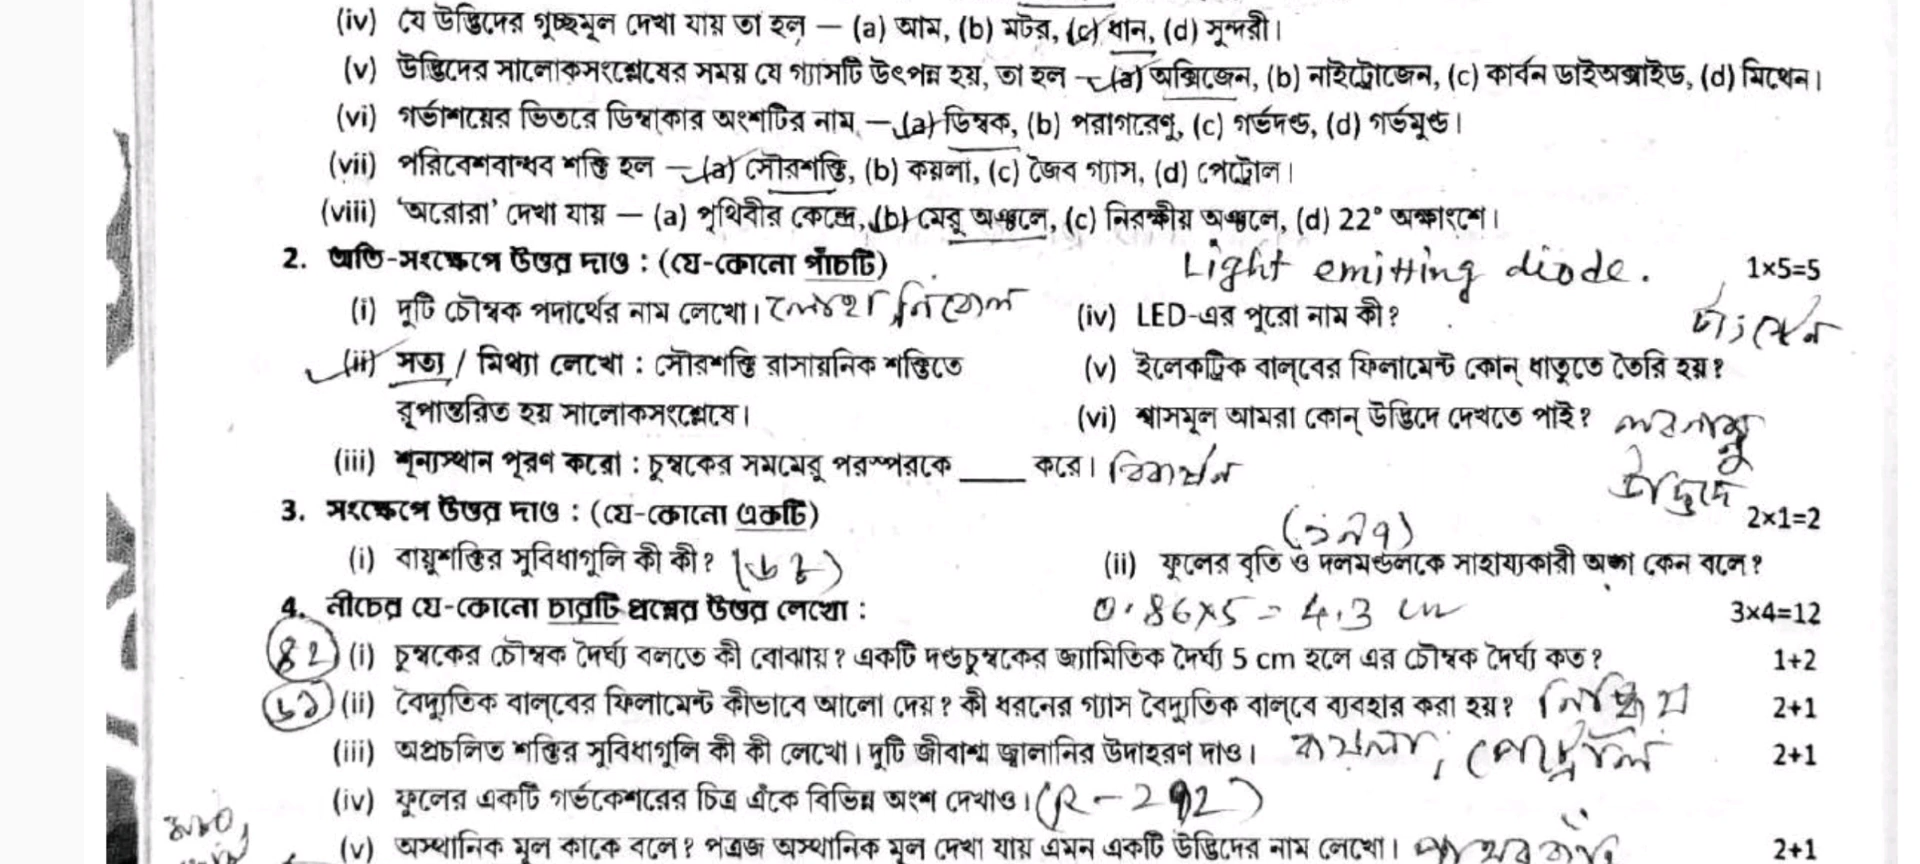 (iv) যে উদ্ভিদের গুচ্ছমূল দেখা যায় তা হল — (a) আম, (b) মটর, (c) ধান, (d) সুন্দরী।
(v) উদ্ভিদের সালোকসংশ্লেষের সময় যে গ্যাসটি উৎপন্ন হয়, তা হল — (a) অক্সিজেন, (b) নাইট্রোজেন, (c) কার্বন ডাইঅক্সাইড, (d) মিথেন।
(vi) গর্ভাশয়ের ভিতরে ডিম্বাকার অংশটির নাম — (a) ডিম্বক, (b) পরাগরেণু, (c) গর্ভদণ্ড, (d) গর্ভমুণ্ড।
(vii) পরিবেশবান্ধব শক্তি হল — (a) সৌরশক্তি, (b) কয়লা, (c) জৈব গ্যাস, (d) পেট্রোল।
(viii) 'অরোরা' দেখা যায় — (a) পৃথিবীর কেন্দ্রে, (b) মেরু অঞ্চলে, (c) নিরক্ষীয় অঞ্চলে, (d) 22° অক্ষাংশে।
2. অতি-সংক্ষেপে উত্তর দাও : (যে-কোনো পাঁচটি) Light emitting diode. 1×5=5
(i) দুটি চৌম্বক পদার্থের নাম লেখো। লোহা, নিকেল
(iv) LED-এর পুরো নাম কী?
(ii) সত্য / মিথ্যা লেখো : সৌরশক্তি রাসায়নিক শক্তিতে
রূপান্তরিত হয় সালোকসংশ্লেষে।
(v) ইলেকট্রিক বাল্‌বের ফিলামেন্ট কোন্ ধাতুতে তৈরি হয়?
(vi) শ্বাসমূল আমরা কোন্ উদ্ভিদে দেখতে পাই? লবনাম্বু
উদ্ভিদে
(iii) শূন্যস্থান পূরণ করো : চুম্বকের সমমেরু পরস্পরকে ____ করে। বিকর্ষন
3. সংক্ষেপে উত্তর দাও : (যে-কোনো একটি) 2×1=2
(i) বায়ুশক্তির সুবিধাগুলি কী কী?
(ii) ফুলের বৃতি ও দলমণ্ডলকে সাহায্যকারী অঙ্গ কেন বলে?
4. নীচের যে-কোনো চারটি প্রশ্নের উত্তর লেখো : 0.86×5 = 4.3 cm 3×4=12
(i) চুম্বকের চৌম্বক দৈর্ঘ্য বলতে কী বোঝায়? একটি দণ্ডচুম্বকের জ্যামিতিক দৈর্ঘ্য 5 cm হলে এর চৌম্বক দৈর্ঘ্য কত? 1+2
(ii) বৈদ্যুতিক বাল্‌বের ফিলামেন্ট কীভাবে আলো দেয়? কী ধরনের গ্যাস বৈদ্যুতিক বাল্‌বে ব্যবহার করা হয়? নিষ্ক্রিয় 2+1
(iii) অপ্রচলিত শক্তির সুবিধাগুলি কী কী লেখো। দুটি জীবাশ্ম জ্বালানির উদাহরণ দাও। কয়লা, পেট্রোল 2+1
(iv) ফুলের একটি গর্ভকেশরের চিত্র এঁকে বিভিন্ন অংশ দেখাও।
(v) অস্থানিক মূল কাকে বলে? পত্রজ অস্থানিক মূল দেখা যায় এমন একটি উদ্ভিদের নাম লেখো। 2+1